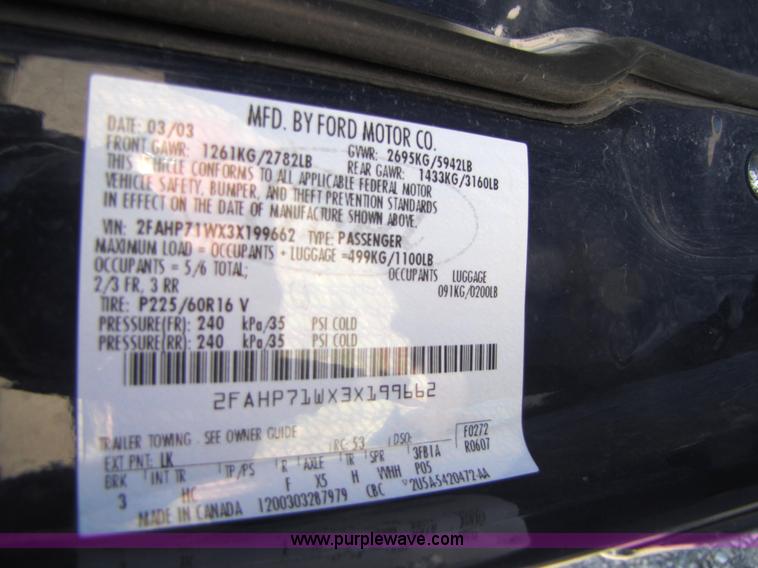 MFD. BY FORD MOTOR CO.
DATE: 03/03 GVWR: 2695KG/5942LB
FRONT GAWR: 1261KG/2782LB REAR GAWR: 1433KG/3160LB
THIS VEHICLE CONFORMS TO ALL APPLICABLE FEDERAL MOTOR
VEHICLE SAFETY, BUMPER, AND THEFT PREVENTION STANDARDS
IN EFFECT ON THE DATE OF MANUFACTURE SHOWN ABOVE.
VIN: 2FAHP71WX3X199662 TYPE: PASSENGER
MAXIMUM LOAD = OCCUPANTS + LUGGAGE =499KG/1100LB
OCCUPANTS = 5/6 TOTAL; OCCUPANTS LUGGAGE
2/3 FR, 3 RR 091KG/0200LB
TIRE: P225/60R16 V
PRESSURE(FR): 240 kPa/35 PSI COLD
PRESSURE(RR): 240 kPa/35 PSI COLD
2FAHP71WX3X199662
TRAILER TOWING - SEE OWNER GUIDE F0272
EXT PNT: LK RC: 53 DSO: R0607
BRK INT TR TP/PS R AXLE TR SPR 3FB1A
3 HC F X5 H WHH P05
MADE IN CANADA 1200303287979 CBC 2U5A-5420472-AA
www.purplewave.com